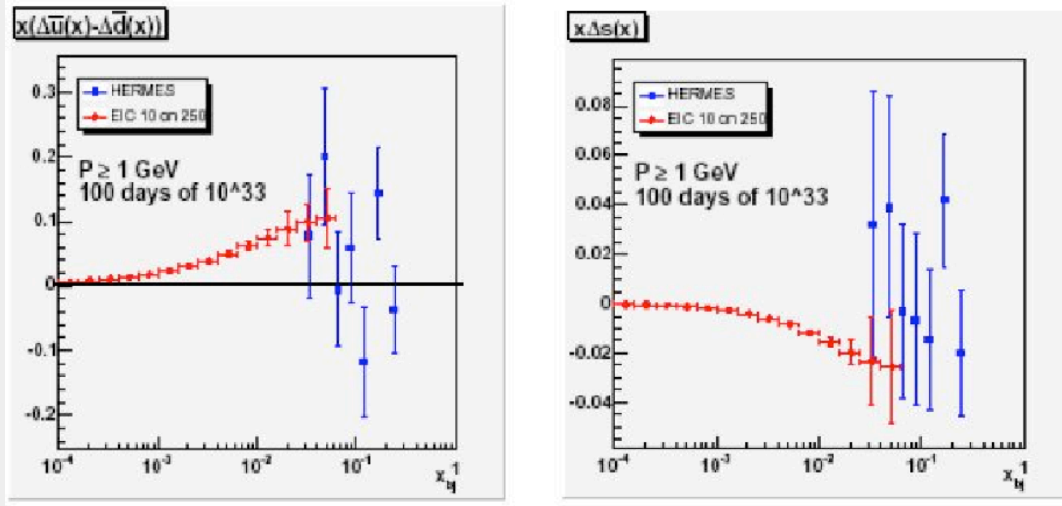 x(Δu̅(x)-Δd̅(x))
0.3
0.2
0.1
0
-0.1
-0.2
HERMES
EIC 10 on 250
P ≥ 1 GeV
100 days of 10^33
10⁻⁴
10⁻³
10⁻²
10⁻¹
1
x_bj
xΔs(x)
0.08
0.06
0.04
0.02
0
-0.02
-0.04
HERMES
EIC 10 on 250
P ≥ 1 GeV
100 days of 10^33
10⁻⁴
10⁻³
10⁻²
10⁻¹
1
x_bj